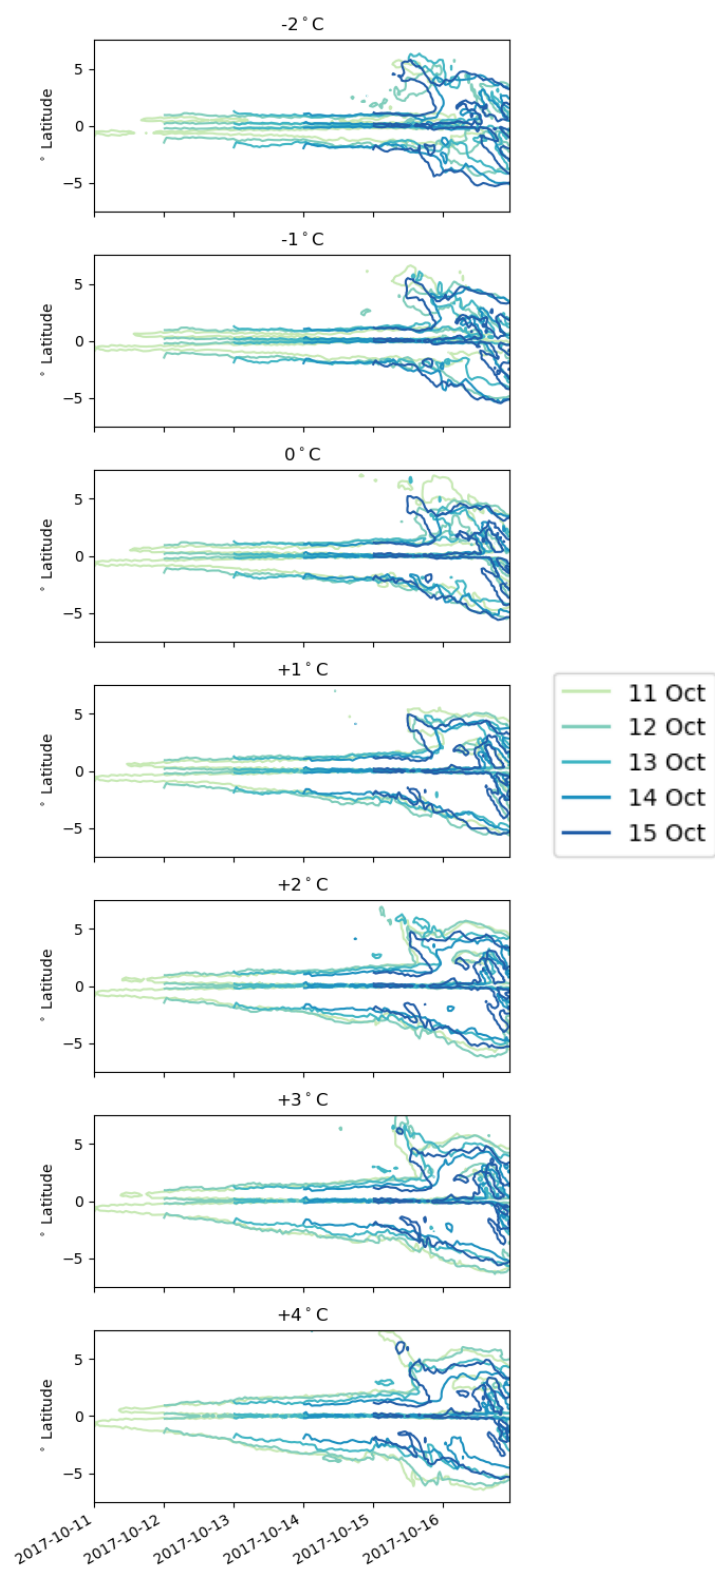 -2°C
5
0
−5
° Latitude
-1°C
5
0
−5
° Latitude
0°C
5
0
−5
° Latitude
+1°C
5
0
−5
° Latitude
11 Oct
12 Oct
13 Oct
14 Oct
15 Oct
+2°C
5
0
−5
° Latitude
+3°C
5
0
−5
° Latitude
+4°C
5
0
−5
° Latitude
2017-10-11
2017-10-12
2017-10-13
2017-10-14
2017-10-15
2017-10-16